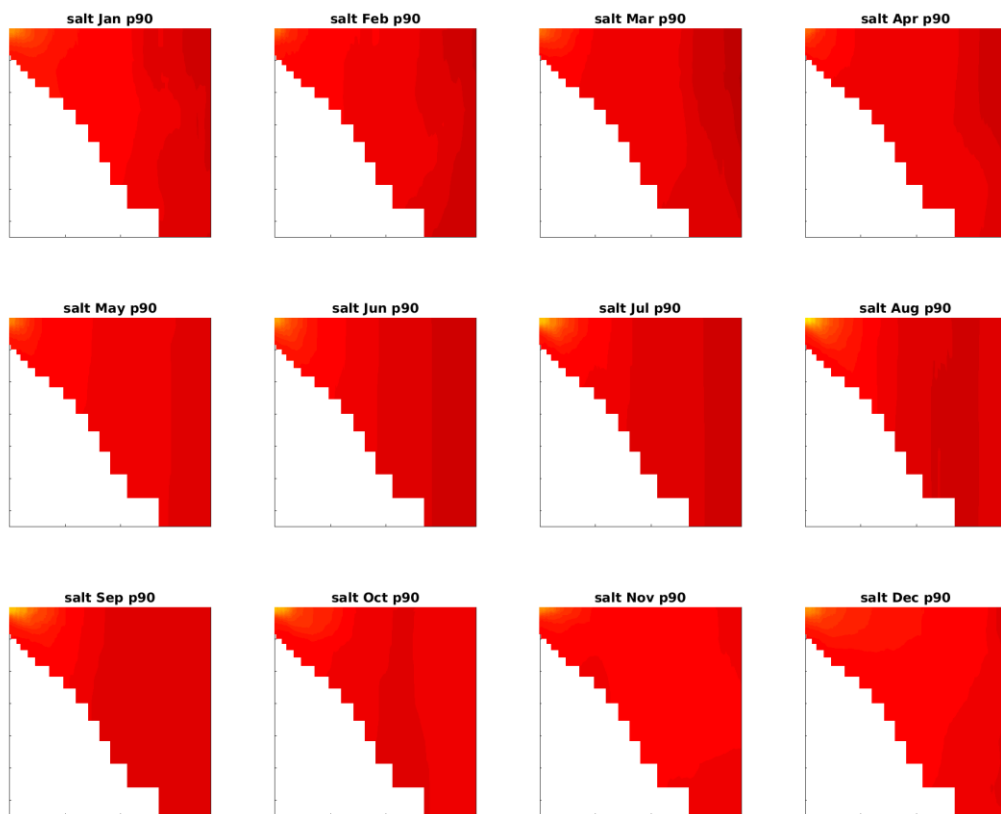 salt Jan p90
salt Feb p90
salt Mar p90
salt Apr p90
salt May p90
salt Jun p90
salt Jul p90
salt Aug p90
salt Sep p90
salt Oct p90
salt Nov p90
salt Dec p90